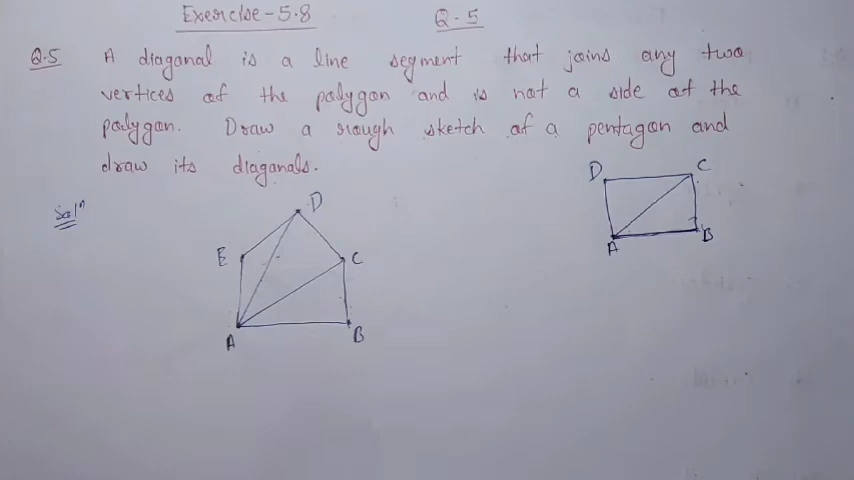 Exercise-5.8 Q-5
Q.5 A diagonal is a line segment that joins any two
vertices of the polygon and is not a side of the
polygon. Draw a rough sketch of a pentagon and
draw its diagonals.
Solⁿ
D C
D
E C
A B
A B